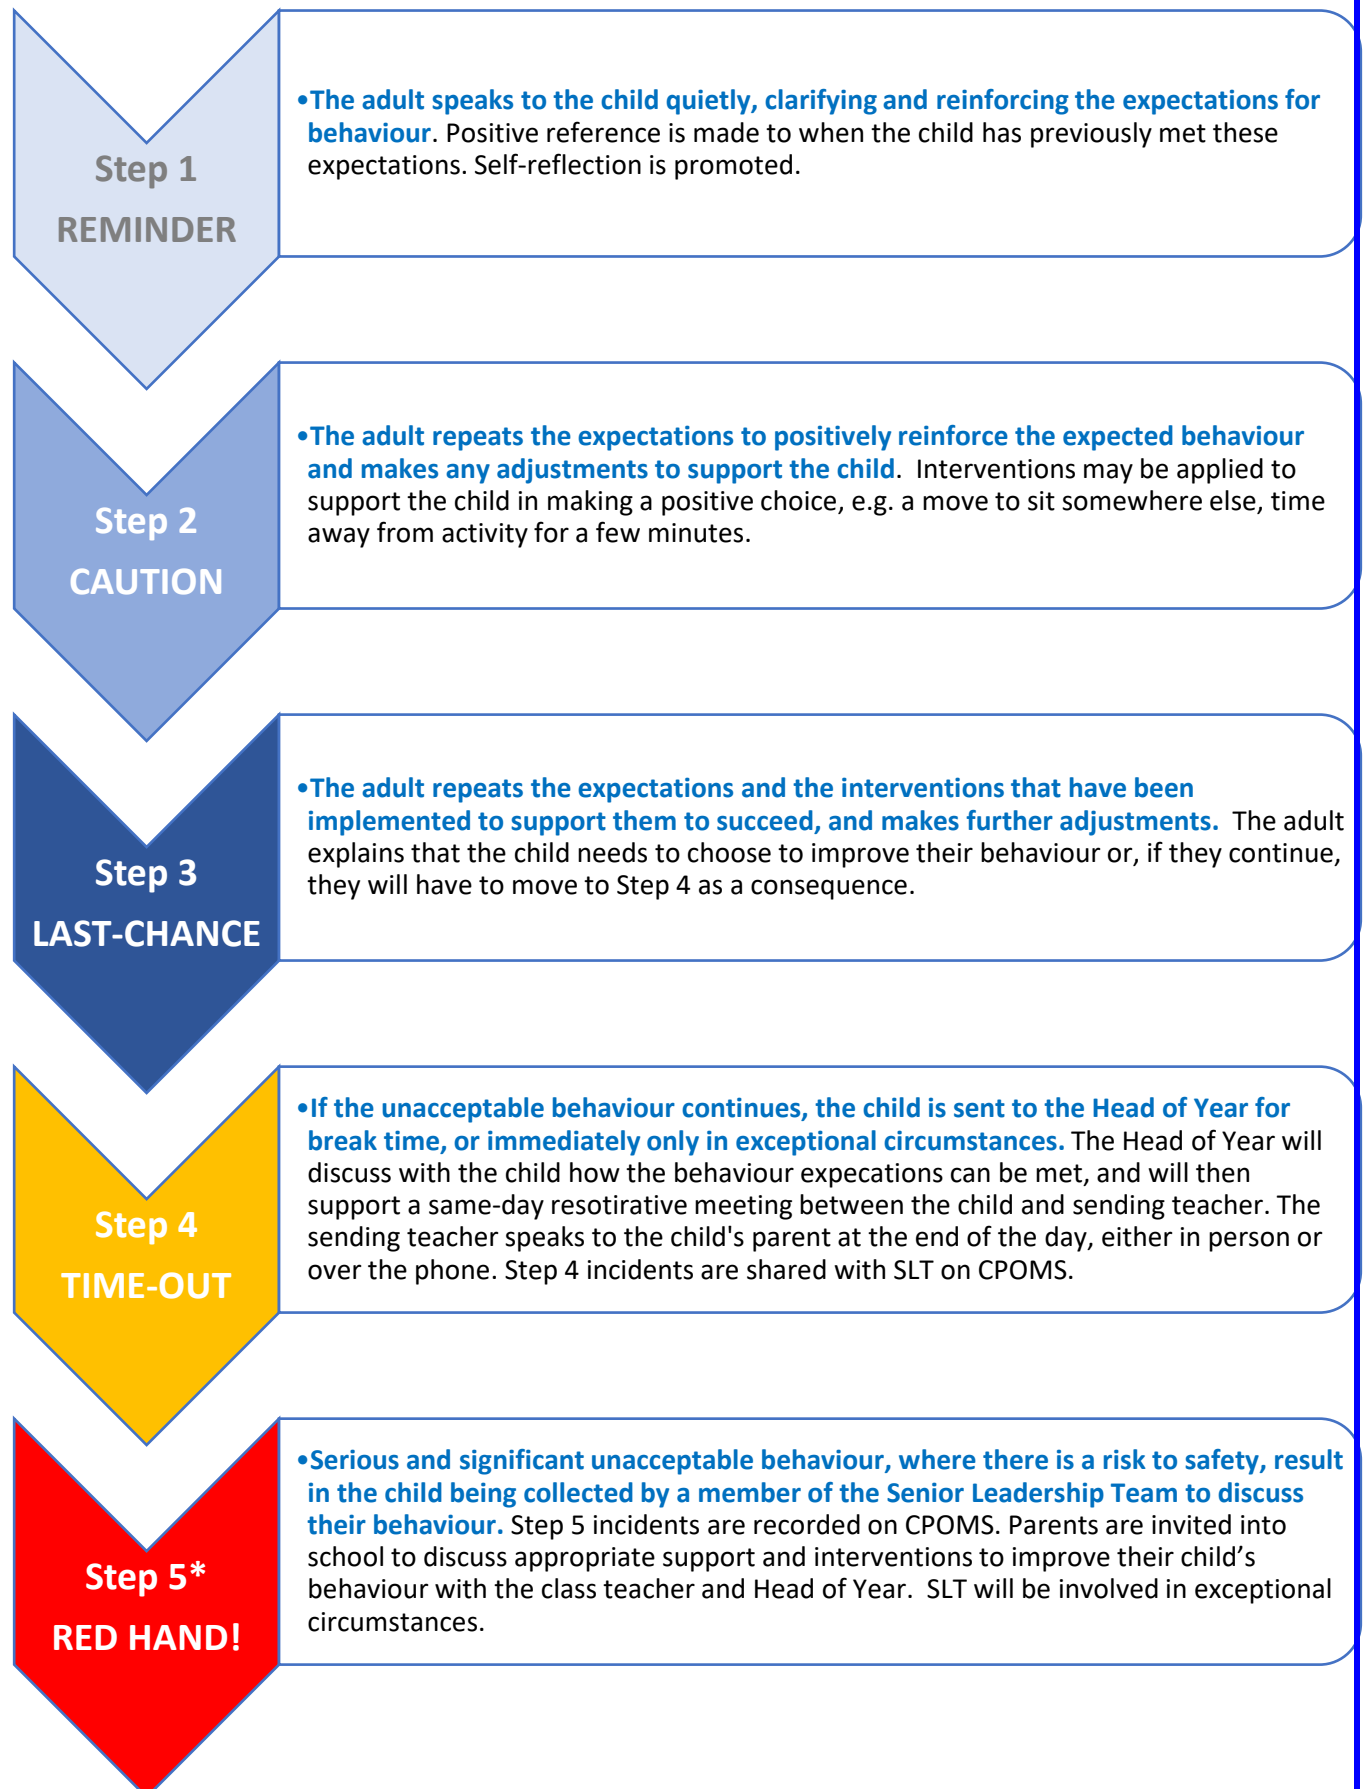 Step 1
REMINDER
•The adult speaks to the child quietly, clarifying and reinforcing the expectations for
behaviour. Positive reference is made to when the child has previously met these
expectations. Self-reflection is promoted.
Step 2
CAUTION
•The adult repeats the expectations to positively reinforce the expected behaviour
and makes any adjustments to support the child.  Interventions may be applied to
support the child in making a positive choice, e.g. a move to sit somewhere else, time
away from activity for a few minutes.
Step 3
LAST-CHANCE
•The adult repeats the expectations and the interventions that have been
implemented to support them to succeed, and makes further adjustments.  The adult
explains that the child needs to choose to improve their behaviour or, if they continue,
they will have to move to Step 4 as a consequence.
Step 4
TIME-OUT
•If the unacceptable behaviour continues, the child is sent to the Head of Year for
break time, or immediately only in exceptional circumstances. The Head of Year will
discuss with the child how the behaviour expecations can be met, and will then
support a same-day resotirative meeting between the child and sending teacher. The
sending teacher speaks to the child's parent at the end of the day, either in person or
over the phone. Step 4 incidents are shared with SLT on CPOMS.
Step 5*
RED HAND!
•Serious and significant unacceptable behaviour, where there is a risk to safety, result
in the child being collected by a member of the Senior Leadership Team to discuss
their behaviour. Step 5 incidents are recorded on CPOMS. Parents are invited into
school to discuss appropriate support and interventions to improve their child’s
behaviour with the class teacher and Head of Year.  SLT will be involved in exceptional
circumstances.